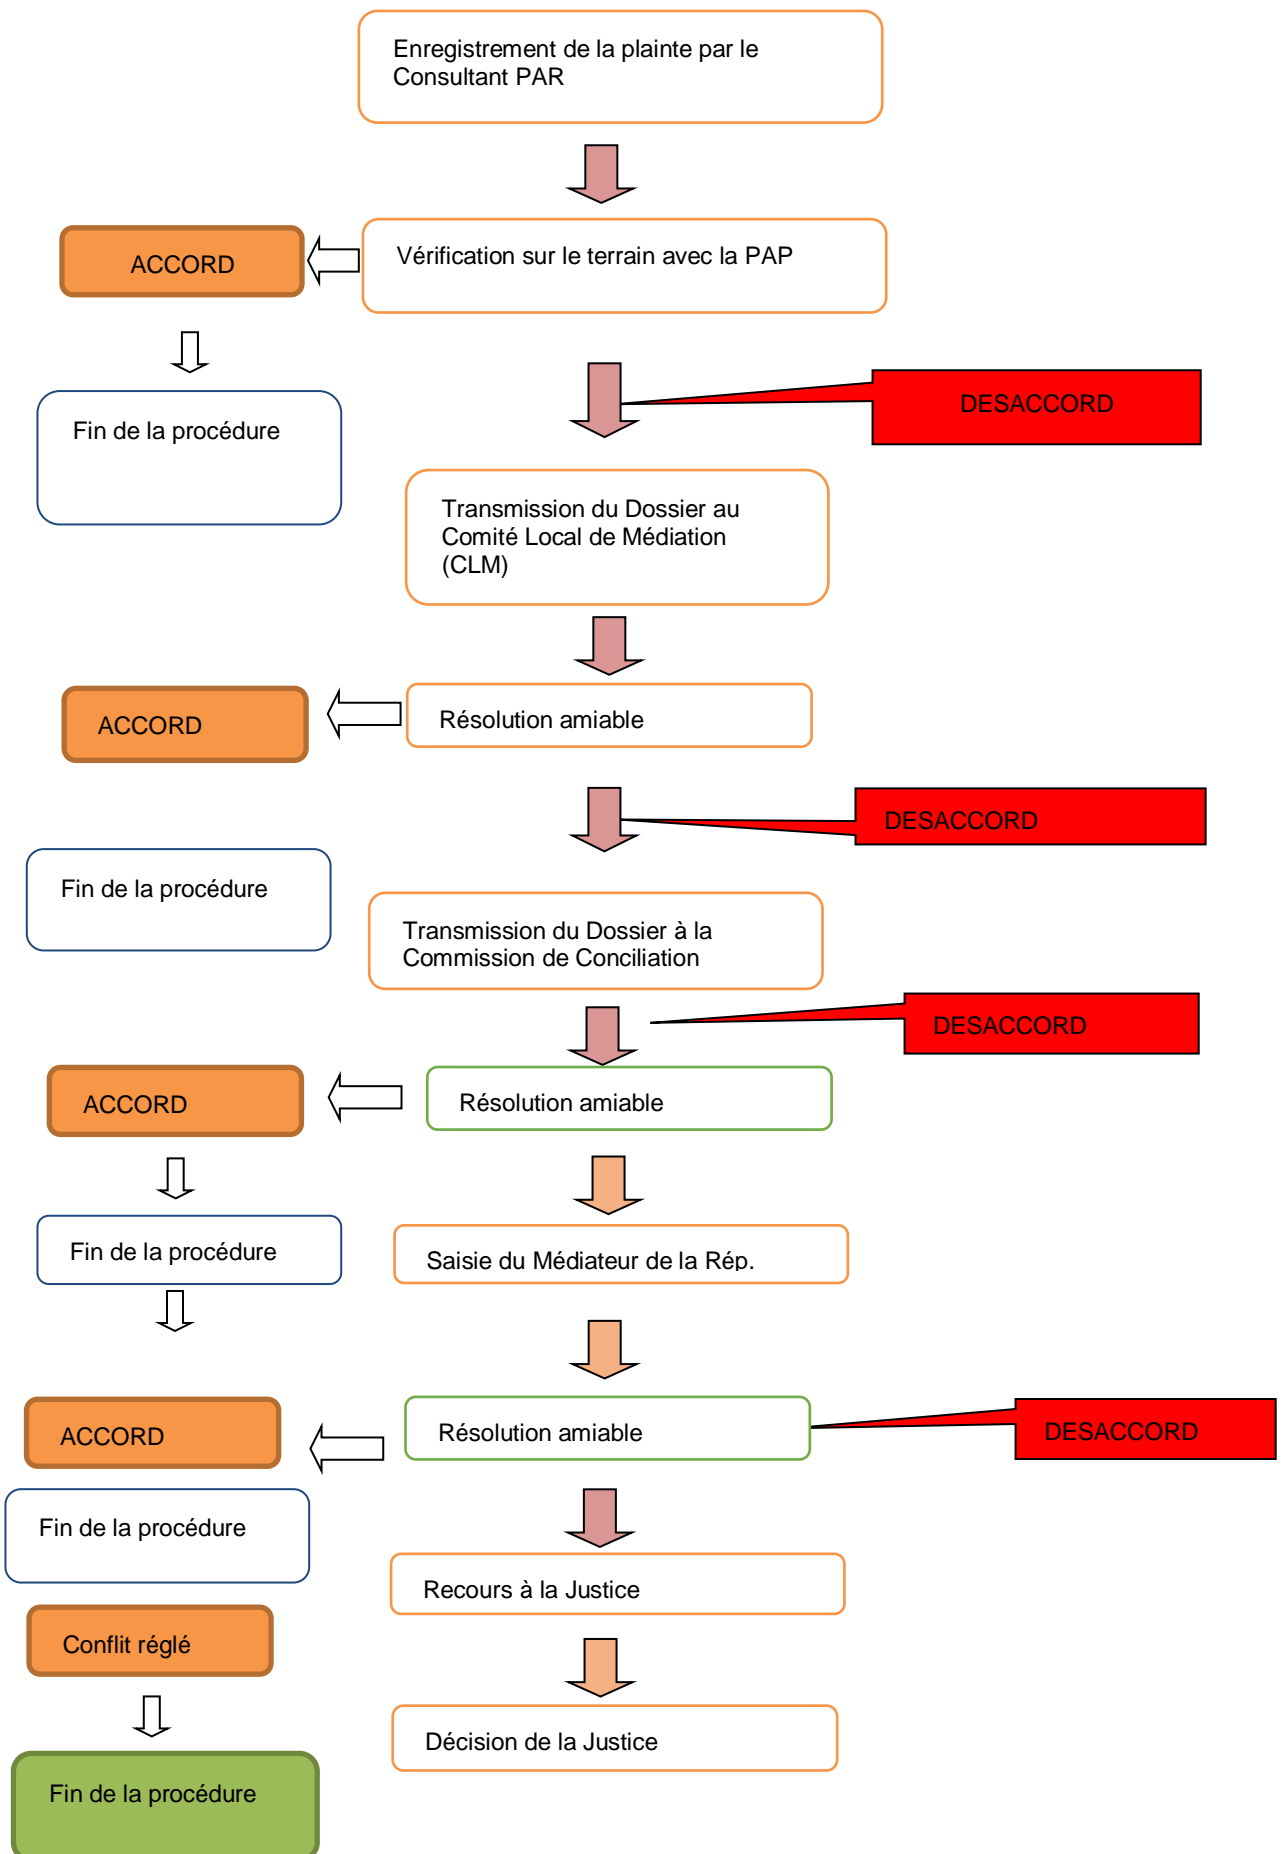 Enregistrement de la plainte par le
Consultant PAR
ACCORD
Vérification sur le terrain avec la PAP
DESACCORD
Fin de la procédure
Transmission du Dossier au
Comité Local de Médiation
(CLM)
ACCORD
Résolution amiable
DESACCORD
Fin de la procédure
Transmission du Dossier à la
Commission de Conciliation
DESACCORD
ACCORD
Résolution amiable
Fin de la procédure
Saisie du Médiateur de la Rép.
ACCORD
Résolution amiable
DESACCORD
Fin de la procédure
Recours à la Justice
Conflit réglé
Décision de la Justice
Fin de la procédure